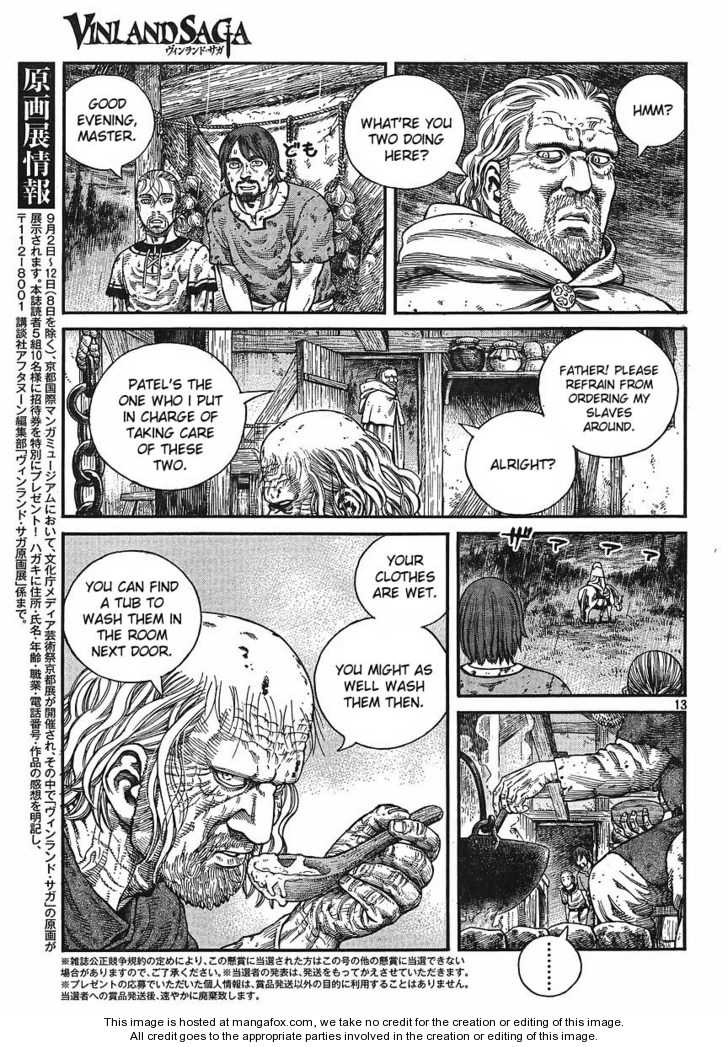 VINLAND SAGA
ヴィンランド・サガ
HMM?
WHAT'RE YOU
TWO DOING
HERE?
GOOD
EVENING,
MASTER.
どもっ
FATHER! PLEASE
REFRAIN FROM
ORDERING MY
SLAVES
AROUND.
ALRIGHT?
PATEL'S THE
ONE WHO I PUT
IN CHARGE OF
TAKING CARE
OF THESE
TWO.
ザァァ
13
YOUR
CLOTHES
ARE WET.
YOU MIGHT AS
WELL WASH
THEM THEN.
YOU CAN FIND
A TUB TO
WASH THEM IN
THE ROOM
NEXT DOOR.
原画展情報
9月2日～12日(8日を除く)、京都国際マンガミュージアムにおいて、文化庁メディア芸術祭京都展が開催され、その中で「ヴィンランド・サガ」の原画が
展示されます。本誌読者5組10名様に招待券を特別にプレゼント！ ハガキに住所・氏名・年齢・職業・電話番号・作品の感想を明記し、
〒112-8001 講談社アフタヌーン編集部「ヴィンランド・サガ原画展」係まで。
※雑誌公正競争規約の定めにより、この懸賞に当選された方はこの号の他の懸賞に当選できない
場合がありますので、ご了承ください。※当選者の発表は、発送をもってかえさせていただきます。
※プレゼントの応募でいただいた個人情報は、賞品発送以外の目的に利用することはありません。
当選者への賞品発送後、速やかに廃棄致します。
This image is hosted at mangafox.com, we take no credit for the creation or editing of this image.
All credit goes to the appropriate parties involved in the creation or editing of this image.